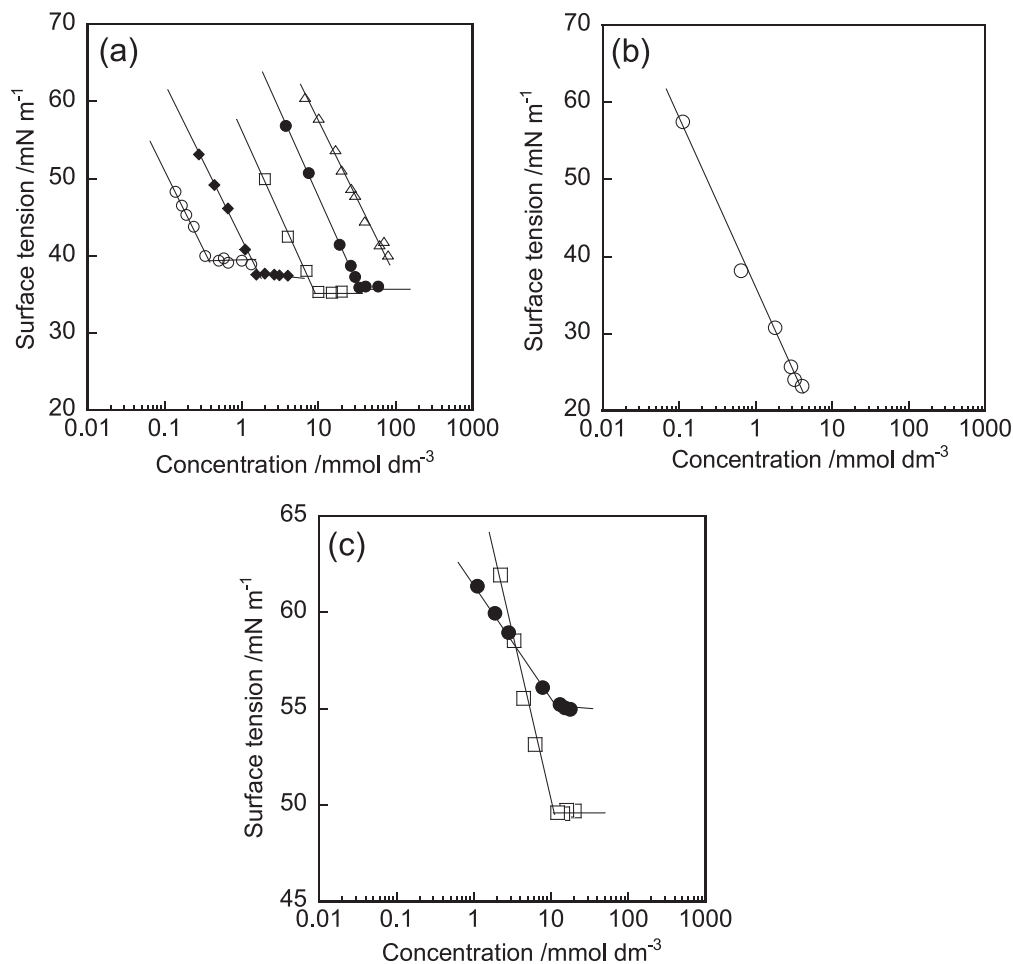 (a)
70
60
50
40
30
20
Surface tension /mN m⁻¹
0.01 0.1 1 10 100 1000
Concentration /mmol dm⁻³
(b)
70
60
50
40
30
20
Surface tension /mN m⁻¹
0.01 0.1 1 10 100 1000
Concentration /mmol dm⁻³
(c)
65
60
55
50
45
Surface tension /mN m⁻¹
0.01 0.1 1 10 100 1000
Concentration /mmol dm⁻³